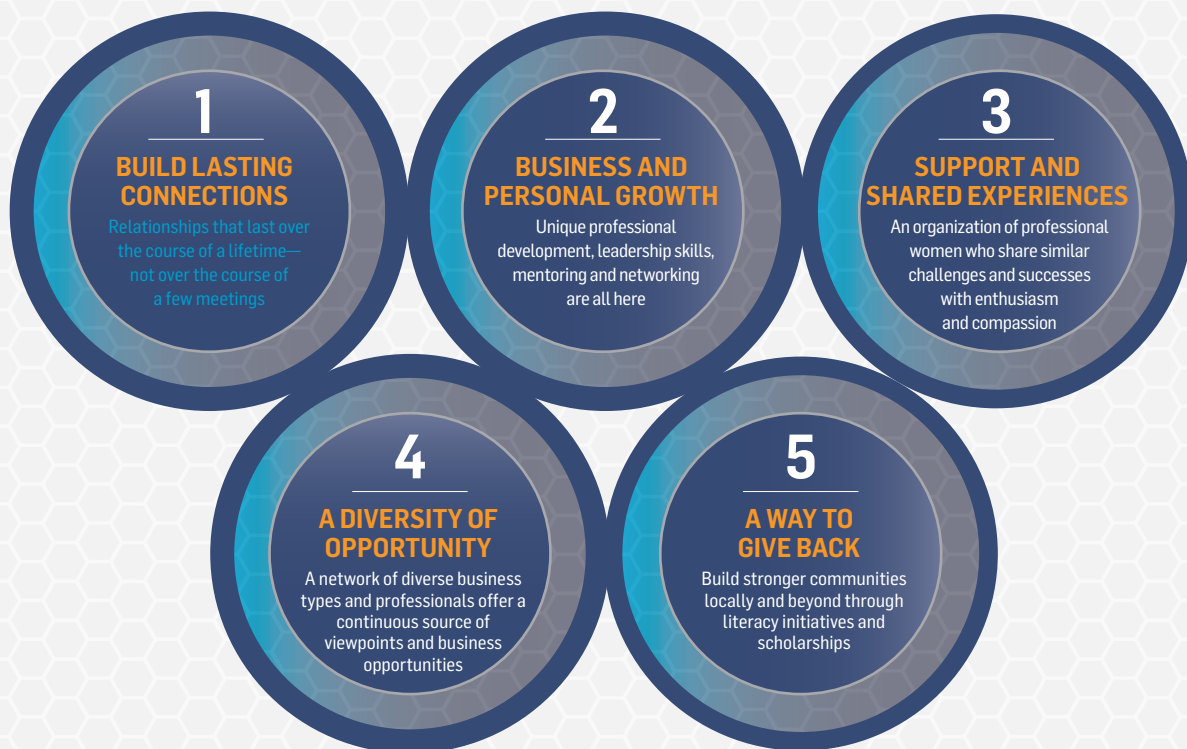 1
BUILD LASTING
CONNECTIONS
Relationships that last over
the course of a lifetime—
not over the course of
a few meetings
2
BUSINESS AND
PERSONAL GROWTH
Unique professional
development, leadership skills,
mentoring and networking
are all here
3
SUPPORT AND
SHARED EXPERIENCES
An organization of professional
women who share similar
challenges and successes
with enthusiasm
and compassion
4
A DIVERSITY OF
OPPORTUNITY
A network of diverse business
types and professionals offer a
continuous source of
viewpoints and business
opportunities
5
A WAY TO
GIVE BACK
Build stronger communities
locally and beyond through
literacy initiatives and
scholarships